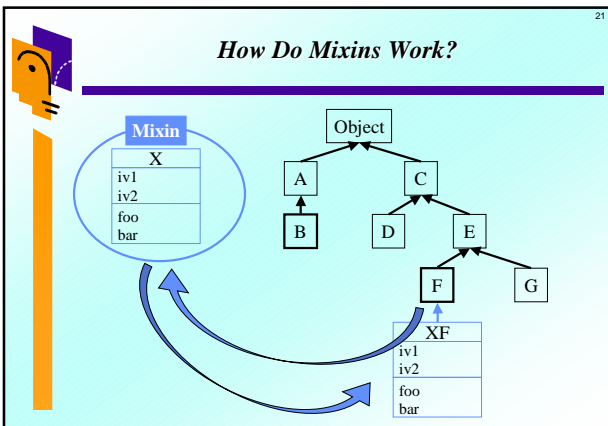 21
How Do Mixins Work?
Mixin
X
iv1
iv2
foo
bar
Object
A
C
B
D
E
F
G
XF
iv1
iv2
foo
bar